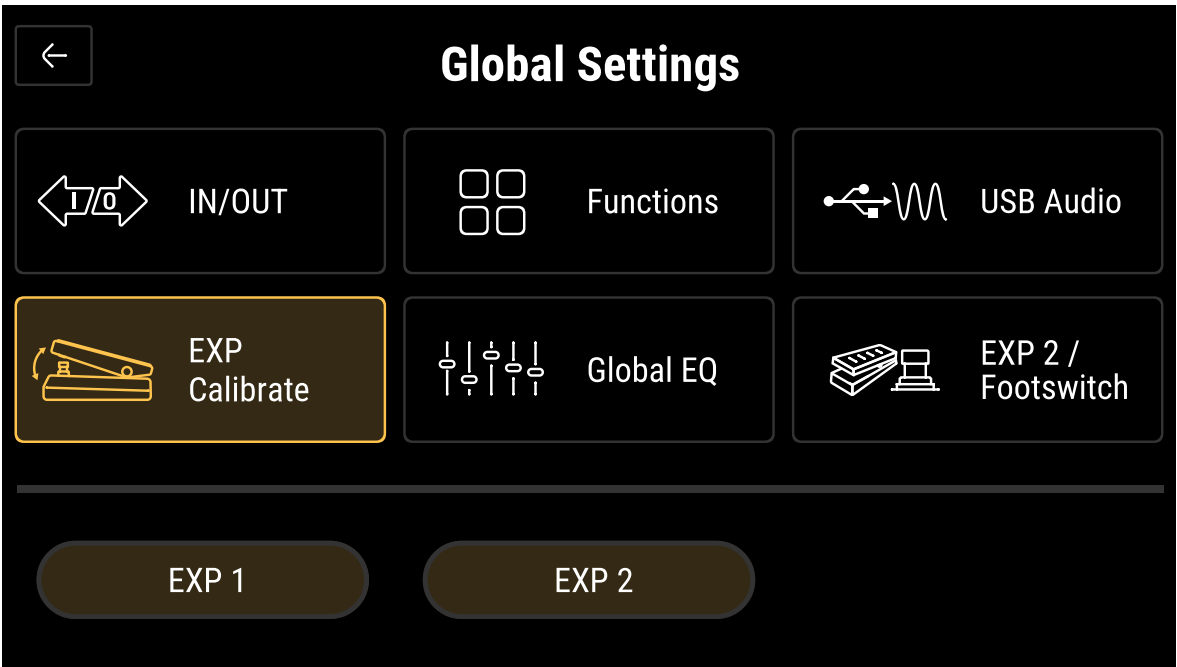 Global Settings
I/O
IN/OUT
Functions
USB Audio
EXP
Calibrate
Global EQ
EXP 2 /
Footswitch
EXP 1
EXP 2